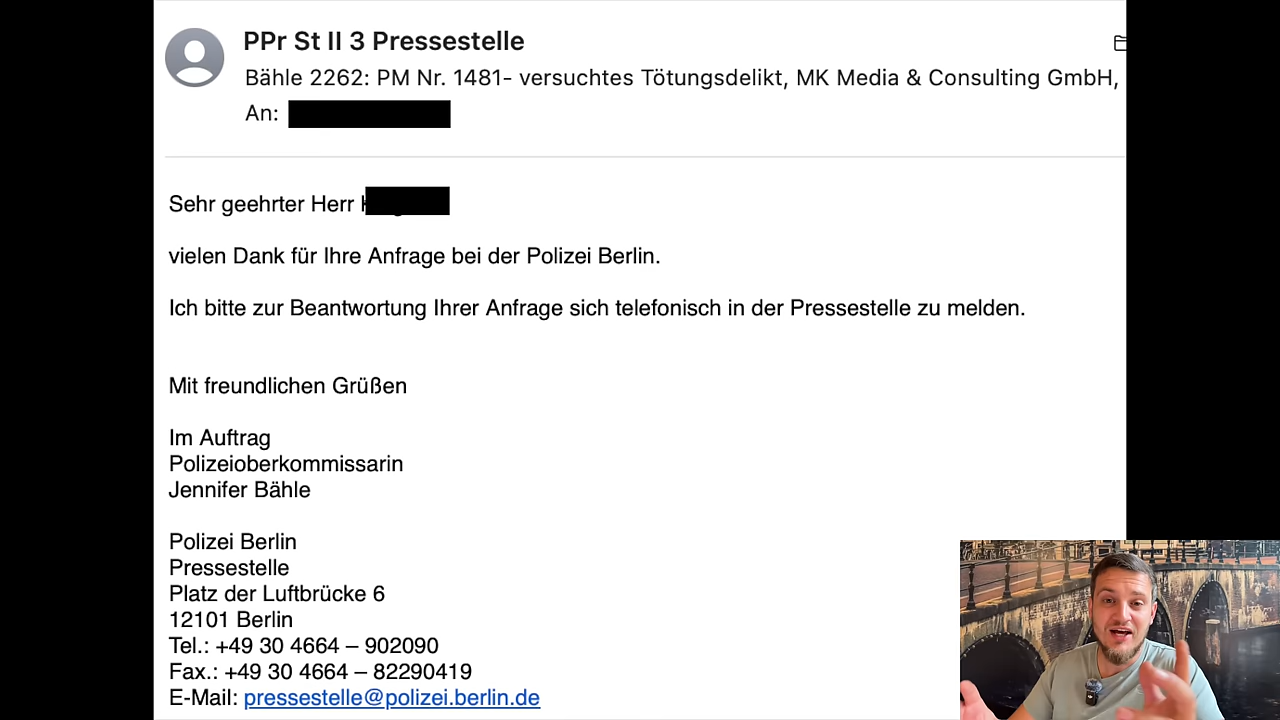 PPr St II 3 Pressestelle
Bähle 2262: PM Nr. 1481- versuchtes Tötungsdelikt, MK Media & Consulting GmbH,
An:
Sehr geehrter Herr
vielen Dank für Ihre Anfrage bei der Polizei Berlin.
Ich bitte zur Beantwortung Ihrer Anfrage sich telefonisch in der Pressestelle zu melden.
Mit freundlichen Grüßen
Im Auftrag
Polizeioberkommissarin
Jennifer Bähle
Polizei Berlin
Pressestelle
Platz der Luftbrücke 6
12101 Berlin
Tel.: +49 30 4664 – 902090
Fax.: +49 30 4664 – 82290419
E-Mail: pressestelle@polizei.berlin.de